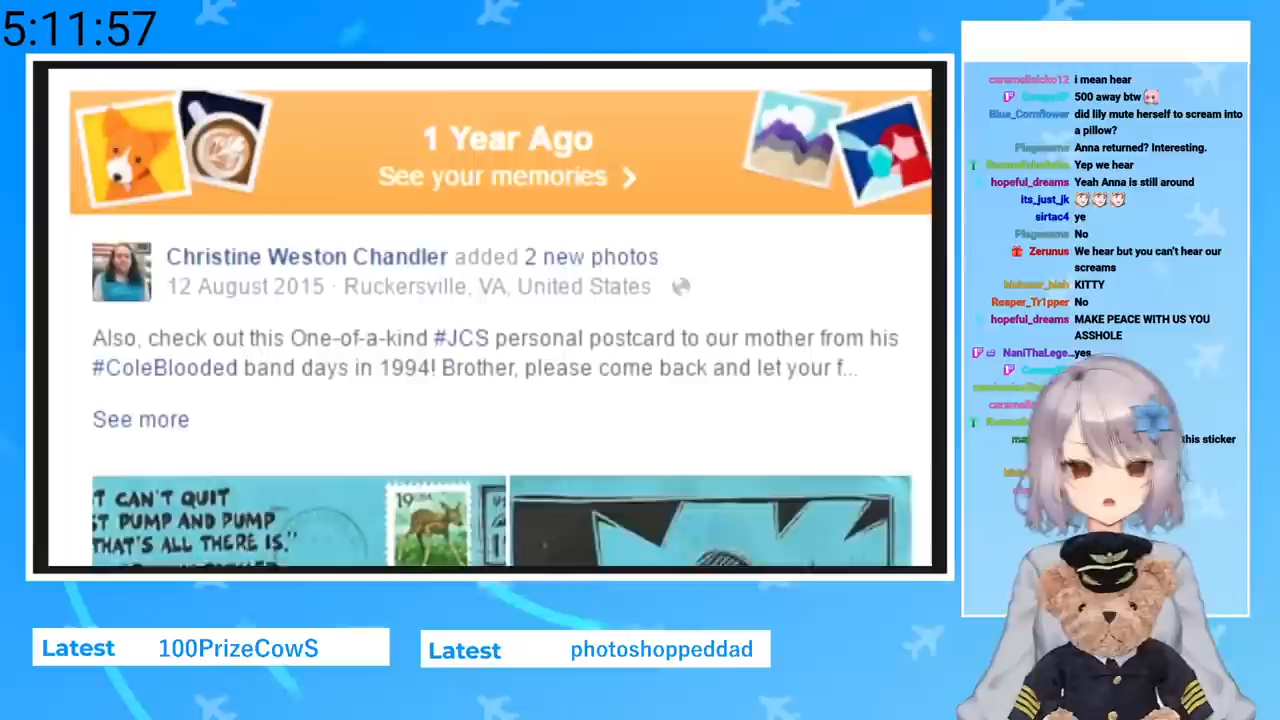 5:11:57
1 Year Ago
See your memories
Christine Weston Chandler added 2 new photos
12 August 2015 · Ruckersville, VA, United States
Also, check out this One-of-a-kind #JCS personal postcard to our mother from his
#ColeBlooded band days in 1994! Brother, please come back and let your f...
See more
T CAN'T QUIT
ST PUMP AND PUMP
THAT'S ALL THERE IS."
19
Latest 100PrizeCowS
Latest photoshoppeddad
i mean hear
500 away btw
Blue_Cornflower did lily mute herself to scream into
a pillow?
Anna returned? Interesting.
Yep we hear
hopeful_dreams Yeah Anna is still around
its_just_jk
sirtac4 ye
No
Zerunus We hear but you can't hear our
screams
KITTY
Reaper_Tr1pper No
hopeful_dreams MAKE PEACE WITH US YOU
ASSHOLE
NaniThaLege… yes
this sticker